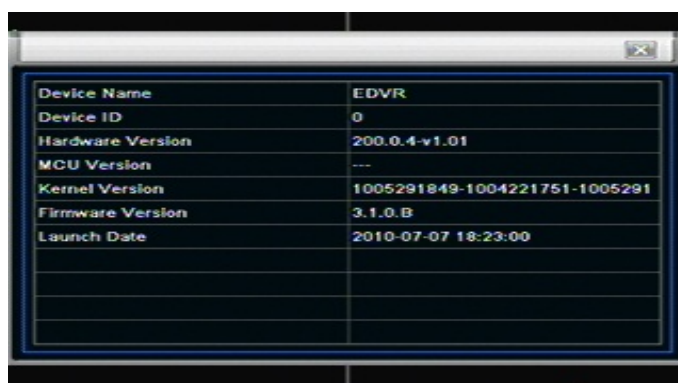 Device Name EDVR
Device ID 0
Hardware Version 200.0.4-v1.01
MCU Version ---
Kernel Version 1005291849-1004221751-1005291
Firmware Version 3.1.0.B
Launch Date 2010-07-07 18:23:00